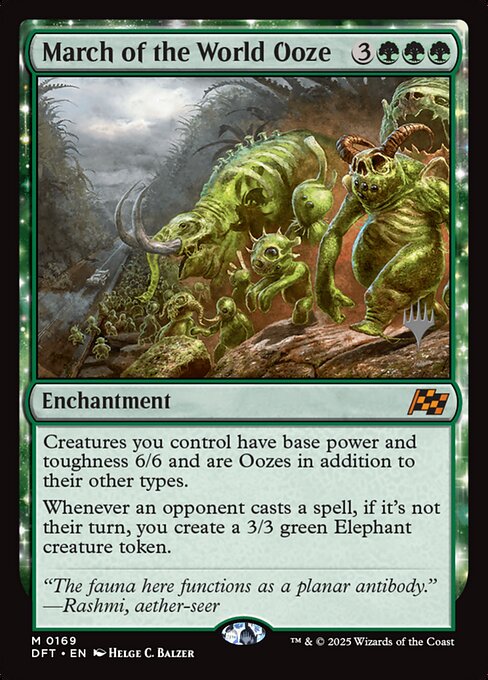 March of the World Ooze 3
Enchantment
Creatures you control have base power and
toughness 6/6 and are Oozes in addition to
their other types.
Whenever an opponent casts a spell, if it's not
their turn, you create a 3/3 green Elephant
creature token.
“The fauna here functions as a planar antibody.”
—Rashmi, aether-seer
M 0169
DFT • EN Helge C. Balzer
™ & © 2025 Wizards of the Coast